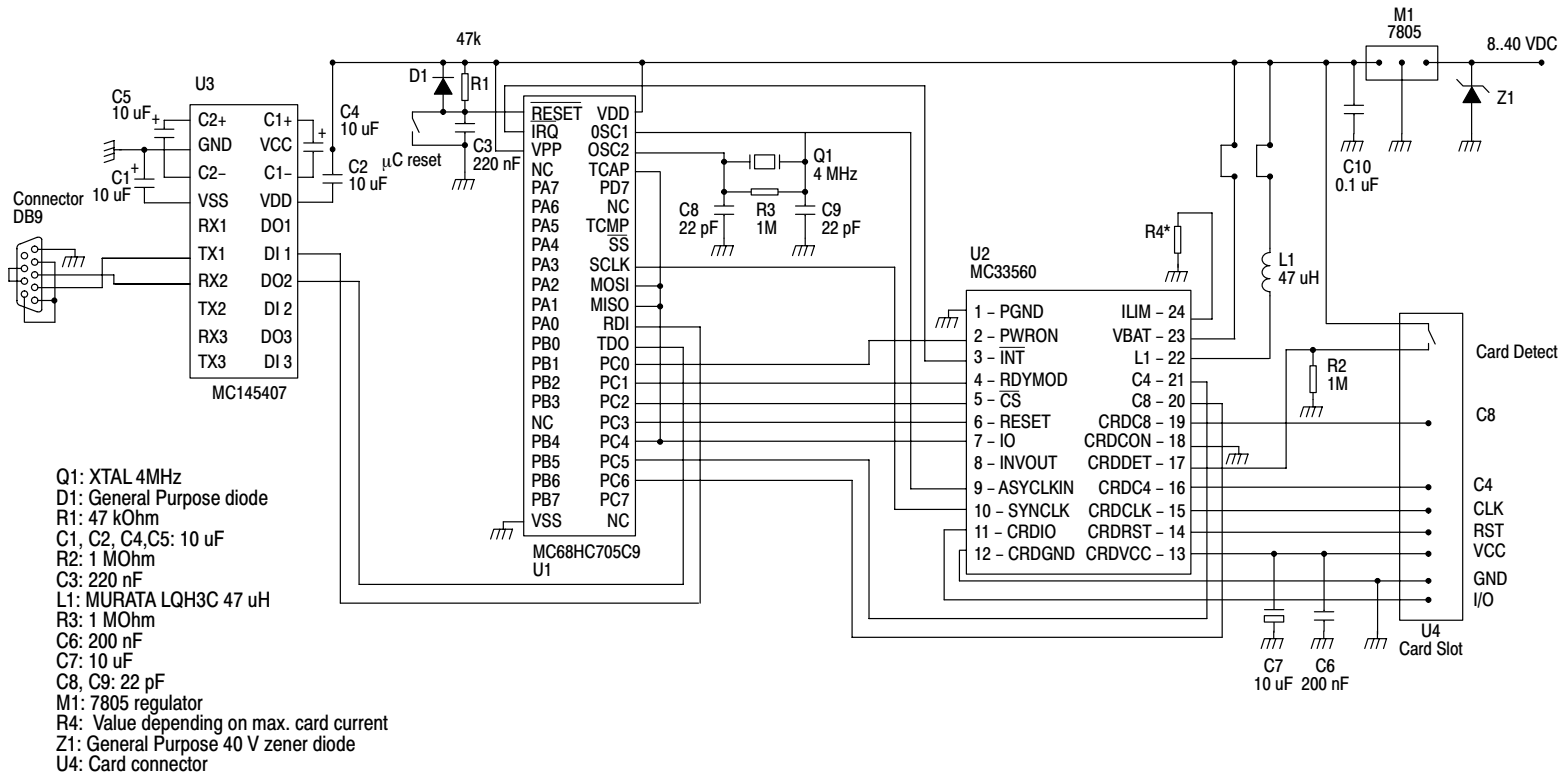 47k
M1
7805
8..40 VDC
Z1
C10
0.1 uF
U3
C5
10 uF
+
C2+
GND
C2–
VSS
RX1
TX1
RX2
TX2
RX3
TX3
C1+
VCC
C1–
VDD
DO1
DI 1
DO2
DI 2
DO3
DI 3
MC145407
C4
10 uF
+
C2
10 uF
C1
10 uF
+
Connector
DB9
D1
R1
C3
220 nF
μC reset
RESET
IRQ
VPP
NC
PA7
PA6
PA5
PA4
PA3
PA2
PA1
PA0
PB0
PB1
PB2
PB3
NC
PB4
PB5
PB6
PB7
VSS
VDD
0SC1
OSC2
TCAP
PD7
NC
TCMP
SS
SCLK
MOSI
MISO
RDI
TDO
PC0
PC1
PC2
PC3
PC4
PC5
PC6
PC7
NC
MC68HC705C9
U1
Q1
4 MHz
C8
22 pF
R3
1M
C9
22 pF
R4*
L1
47 uH
U2
MC33560
1 – PGND
2 – PWRON
3 – INT
4 – RDYMOD
5 – CS
6 – RESET
7 – IO
8 – INVOUT
9 – ASYCLKIN
10 – SYNCLK
11 – CRDIO
12 – CRDGND
ILIM – 24
VBAT – 23
L1 – 22
C4 – 21
C8 – 20
CRDC8 – 19
CRDCON – 18
CRDDET – 17
CRDC4 – 16
CRDCLK – 15
CRDRST – 14
CRDVCC – 13
R2
1M
Card Detect
C8
C4
CLK
RST
VCC
GND
I/O
U4
Card Slot
C7
10 uF
C6
200 nF
Q1: XTAL 4MHz
D1: General Purpose diode
R1: 47 kOhm
C1, C2, C4,C5: 10 uF
R2: 1 MOhm
C3: 220 nF
L1: MURATA LQH3C 47 uH
R3: 1 MOhm
C6: 200 nF
C7: 10 uF
C8, C9: 22 pF
M1: 7805 regulator
R4: Value depending on max. card current
Z1: General Purpose 40 V zener diode
U4: Card connector